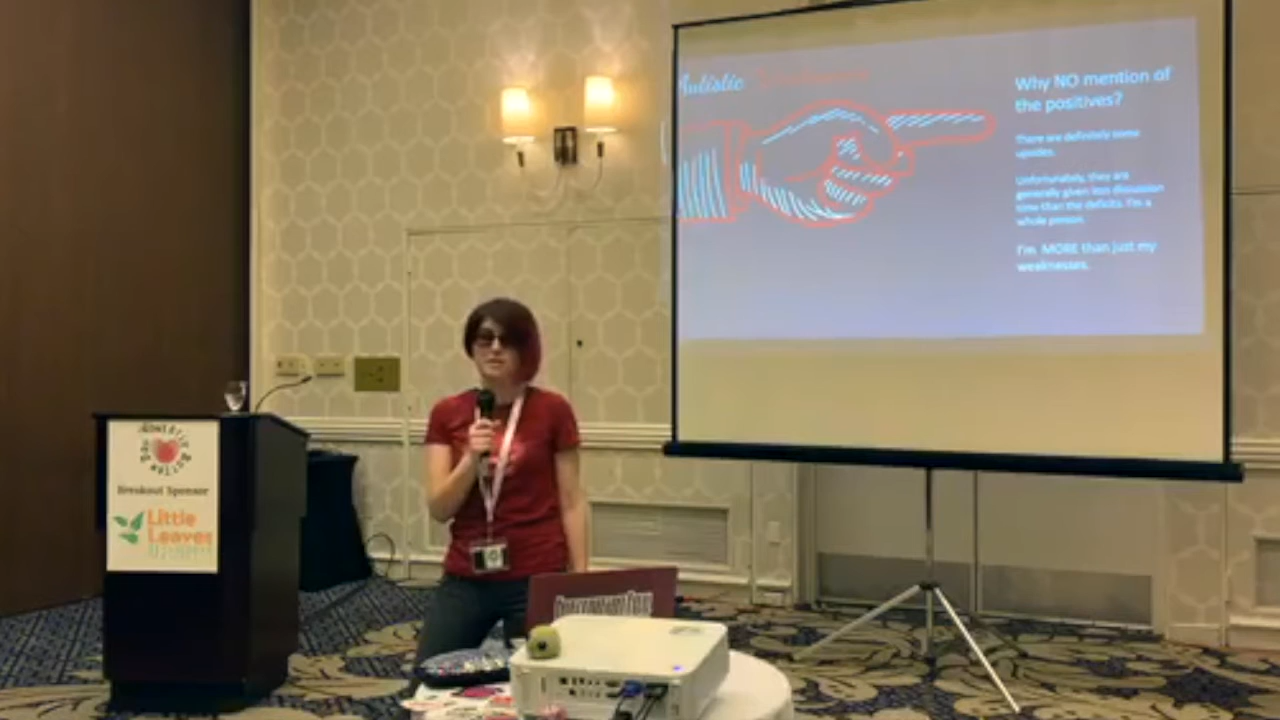 Autistic
Why NO mention of
the positives?
There are definitely some
upsides.
Unfortunately, they are
generally given less discussion
time than the deficits. I'm a
whole person.
I'm MORE than just my
weaknesses.
Breakout Sponsor
Little
Leaves